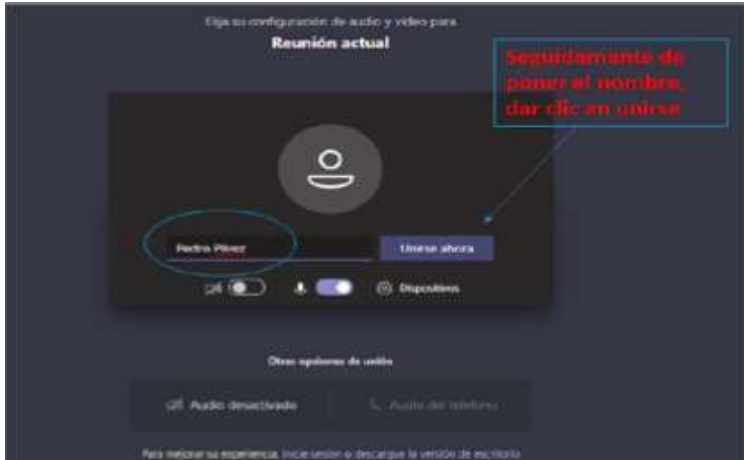 Elija su configuración de audio y vídeo para
Reunión actual
Seguidamente de
poner el nombre,
dar clic en unirse
Pedro Pérez
Unirse ahora
Dispositivos
Otras opciones de unión
Audio desactivado
Audio del teléfono
Para mejorar su experiencia, inicie sesión o descargue la versión de escritorio